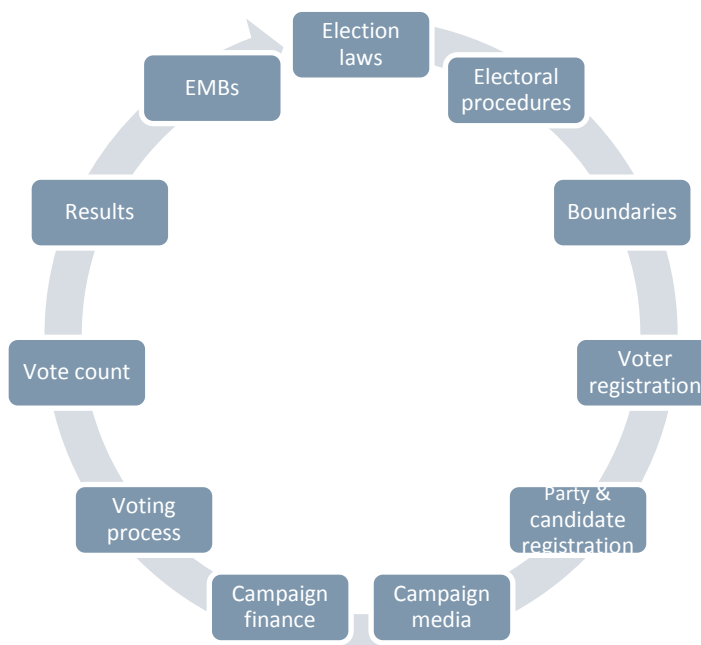 Election
laws
Electoral
procedures
Boundaries
Voter
registration
Party &
candidate
registration
Campaign
media
Campaign
finance
Voting
process
Vote count
Results
EMBs